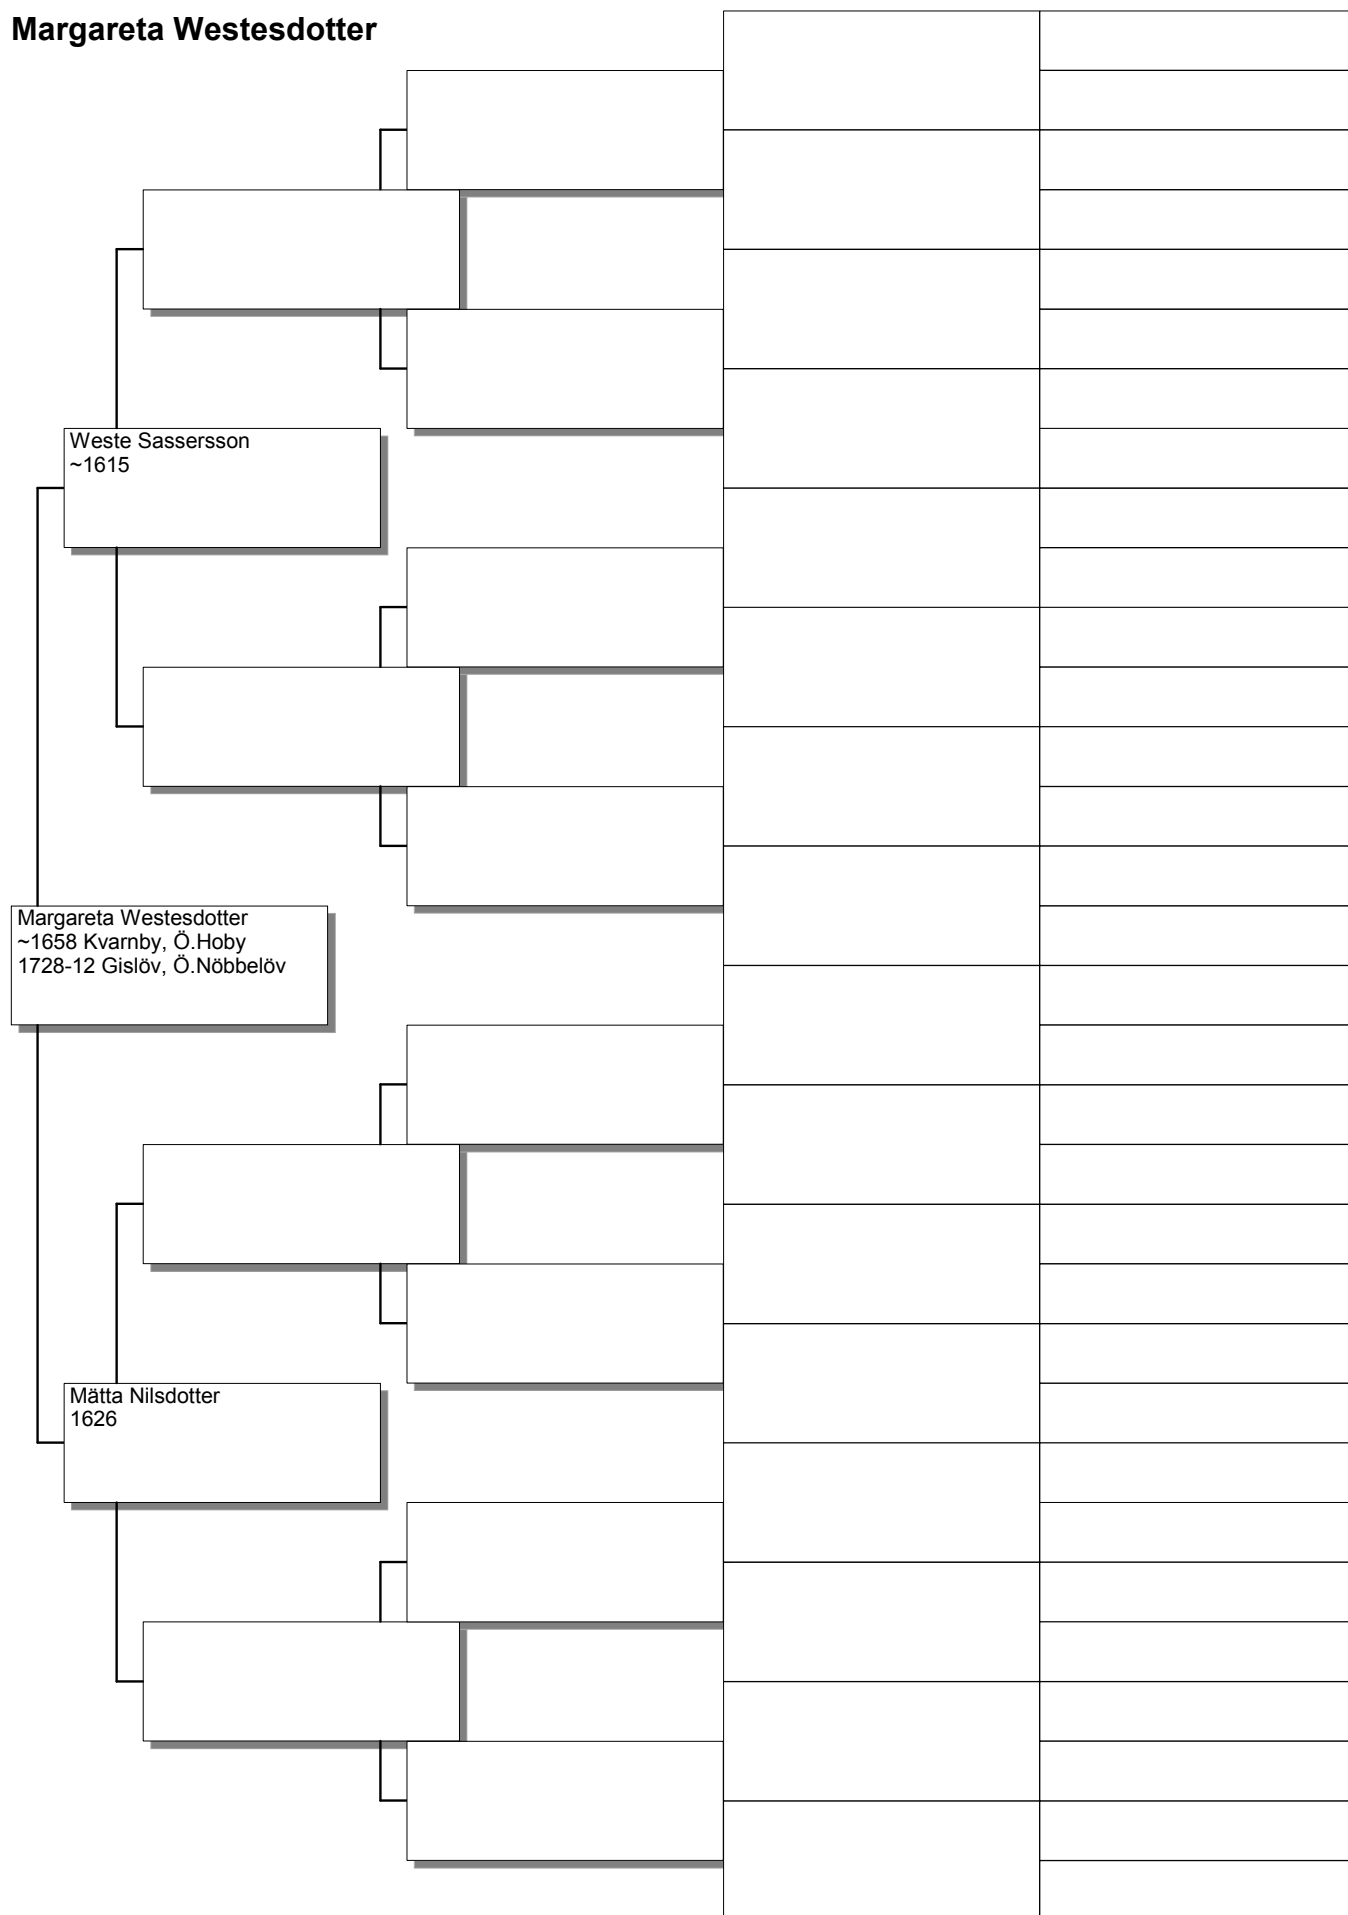 Margareta Westesdotter
Weste Sassersson
~1615
Margareta Westesdotter
~1658 Kvarnby, Ö.Hoby
1728-12 Gislöv, Ö.Nöbbelöv
Mätta Nilsdotter
1626